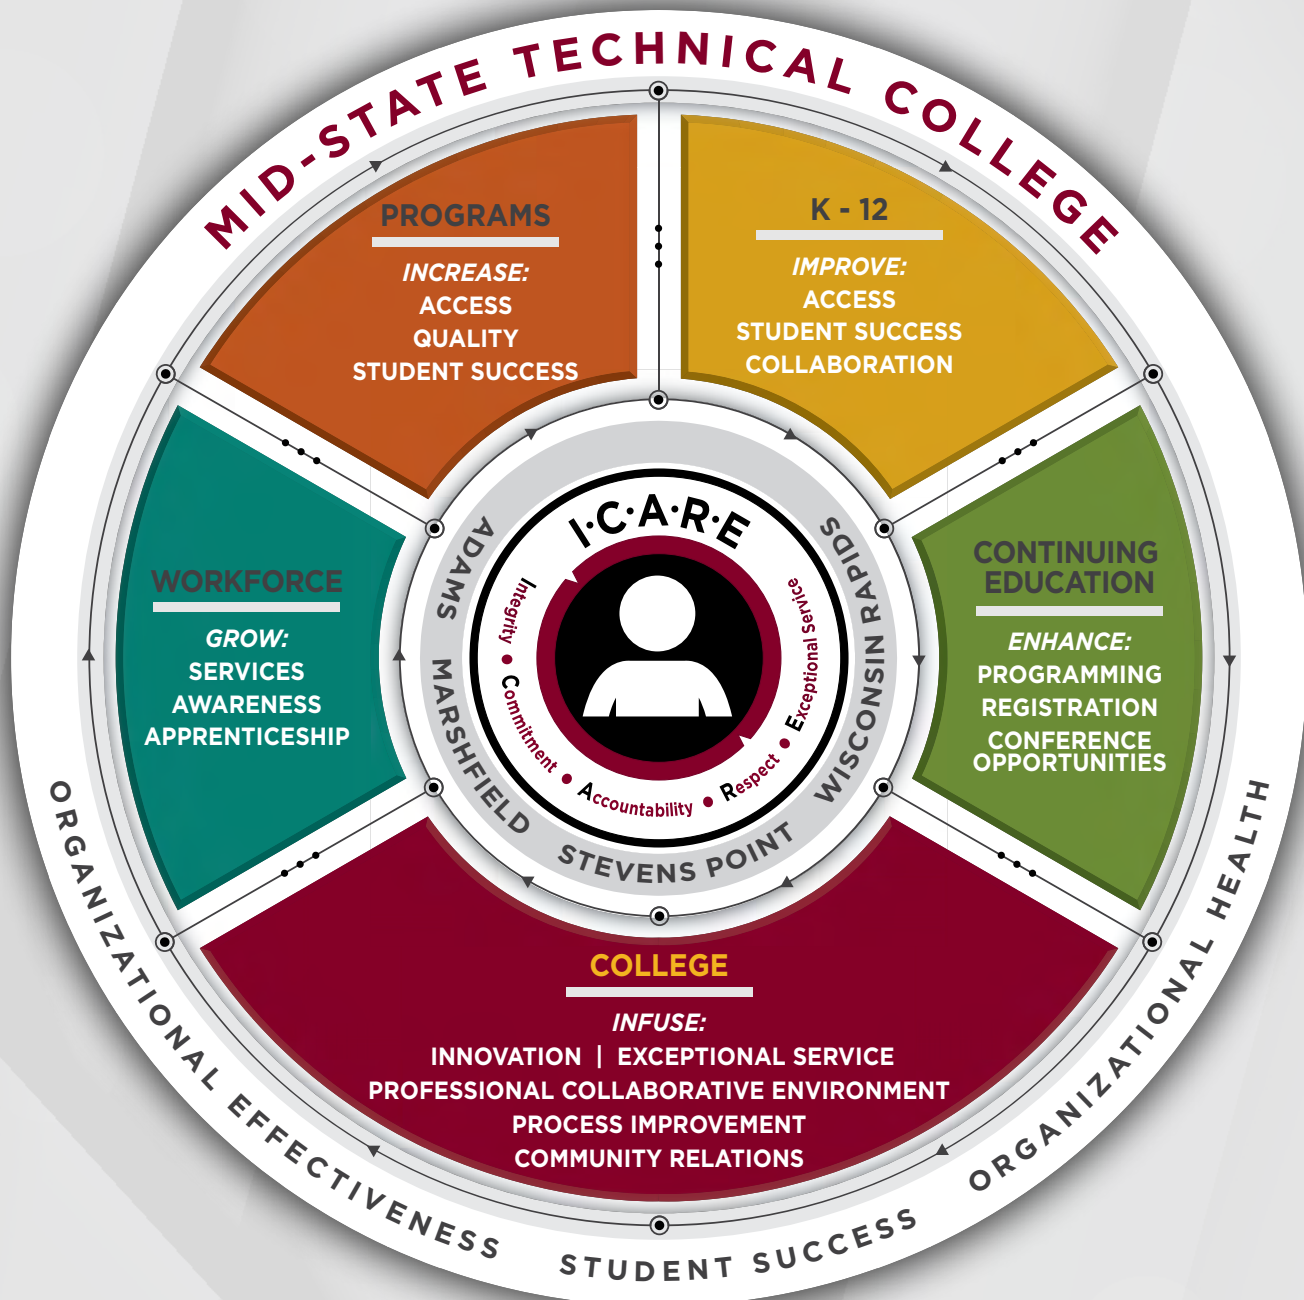 MID-STATE TECHNICAL COLLEGE
PROGRAMS
INCREASE:
ACCESS
QUALITY
STUDENT SUCCESS
K - 12
IMPROVE:
ACCESS
STUDENT SUCCESS
COLLABORATION
WORKFORCE
GROW:
SERVICES
AWARENESS
APPRENTICESHIP
CONTINUING
EDUCATION
ENHANCE:
PROGRAMMING
REGISTRATION
CONFERENCE
OPPORTUNITIES
ADAMS
MARSHFIELD
STEVENS POINT
WISCONSIN RAPIDS
I·C·A·R·E
Integrity • Commitment • Accountability • Respect • Exceptional Service
COLLEGE
INFUSE:
INNOVATION | EXCEPTIONAL SERVICE
PROFESSIONAL COLLABORATIVE ENVIRONMENT
PROCESS IMPROVEMENT
COMMUNITY RELATIONS
ORGANIZATIONAL EFFECTIVENESS
STUDENT SUCCESS
ORGANIZATIONAL HEALTH